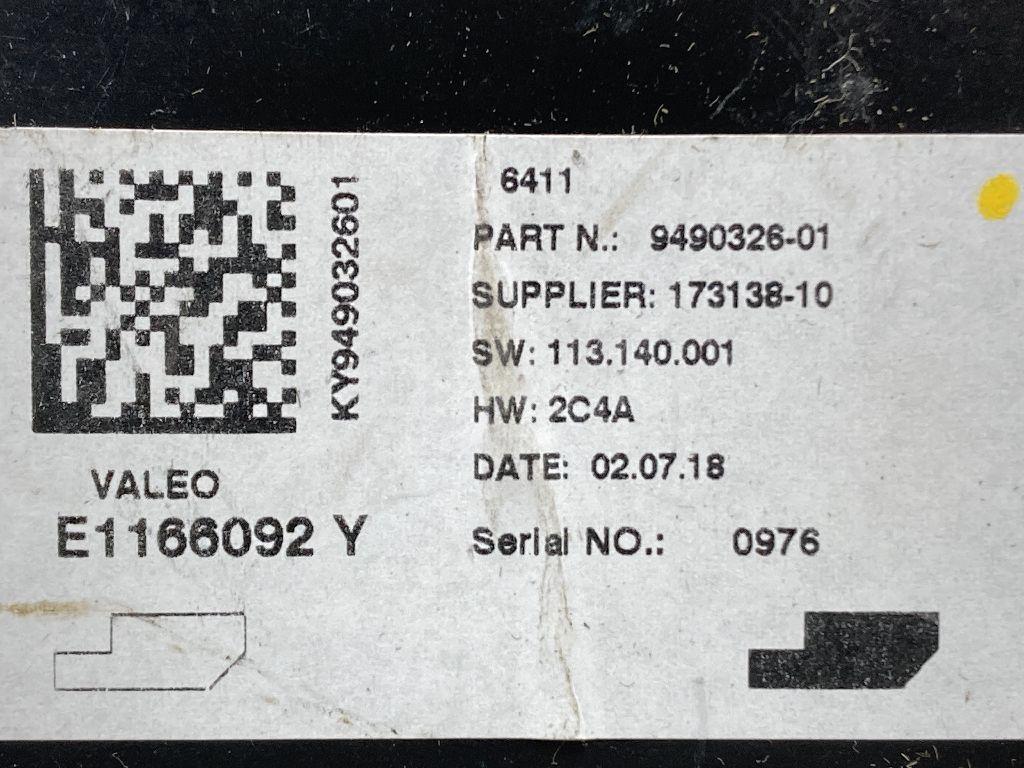 KY949032601
VALEO
E1166092 Y
6411
PART N.: 9490326-01
SUPPLIER: 173138-10
SW: 113.140.001
HW: 2C4A
DATE: 02.07.18
Serial NO.: 0976